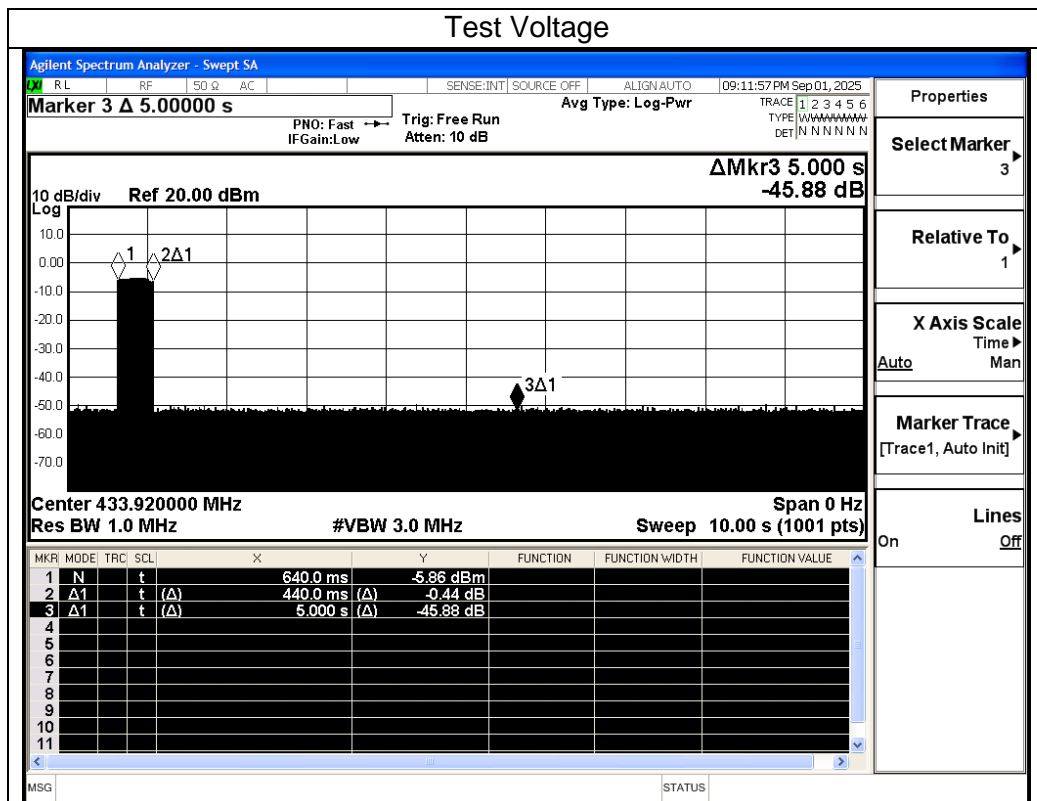 Test Voltage
Agilent Spectrum Analyzer - Swept SA
LXI RL RF 50 Ω AC SENSE:INT SOURCE OFF ALIGN AUTO 09:11:57 PM Sep 01, 2025
Marker 3 Δ 5.00000 s
PNO: Fast
IFGain:Low
Trig: Free Run
Atten: 10 dB
Avg Type: Log-Pwr
TRACE 1 2 3 4 5 6
TYPE WWWWWW
DET N N N N N N
ΔMkr3 5.000 s
-45.88 dB
10 dB/div Ref 20.00 dBm
Log
10.0
0.00
-10.0
-20.0
-30.0
-40.0
-50.0
-60.0
-70.0
1
2Δ1
3Δ1
Center 433.920000 MHz Span 0 Hz
Res BW 1.0 MHz #VBW 3.0 MHz Sweep 10.00 s (1001 pts)
MKR MODE TRC SCL X Y FUNCTION FUNCTION WIDTH FUNCTION VALUE
1 N t 640.0 ms -5.86 dBm
2 Δ1 t (Δ) 440.0 ms (Δ) -0.44 dB
3 Δ1 t (Δ) 5.000 s (Δ) -45.88 dB
4
5
6
7
8
9
10
11
MSG STATUS
Properties
Select Marker
3
Relative To
1
X Axis Scale
Time
Auto Man
Marker Trace
[Trace1, Auto Init]
Lines
On Off